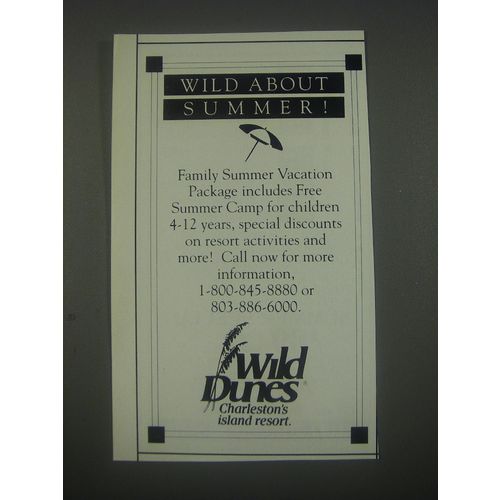 WILD ABOUT
SUMMER!
Family Summer Vacation
Package includes Free
Summer Camp for children
4-12 years, special discounts
on resort activities and
more! Call now for more
information,
1-800-845-8880 or
803-886-6000.
Wild
Dunes®
Charleston's
island resort.